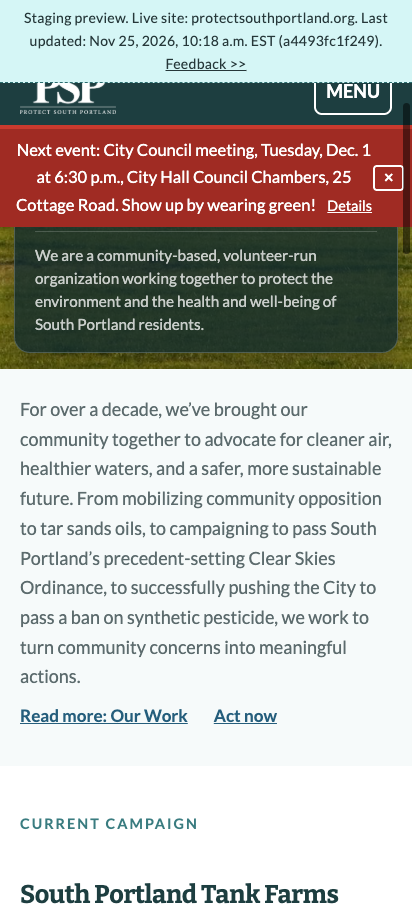 Staging preview. Live site: protectsouthportland.org. Last
updated: Nov 25, 2026, 10:18 a.m. EST (a4493fc1f249).
Feedback >>
PSP
PROTECT SOUTH PORTLAND
MENU
Next event: City Council meeting, Tuesday, Dec. 1
at 6:30 p.m., City Hall Council Chambers, 25
Cottage Road. Show up by wearing green! Details
×
We are a community-based, volunteer-run
organization working together to protect the
environment and the health and well-being of
South Portland residents.
For over a decade, we’ve brought our
community together to advocate for cleaner air,
healthier waters, and a safer, more sustainable
future. From mobilizing community opposition
to tar sands oils, to campaigning to pass South
Portland’s precedent-setting Clear Skies
Ordinance, to successfully pushing the City to
pass a ban on synthetic pesticide, we work to
turn community concerns into meaningful
actions.
Read more: Our Work Act now
CURRENT CAMPAIGN
South Portland Tank Farms